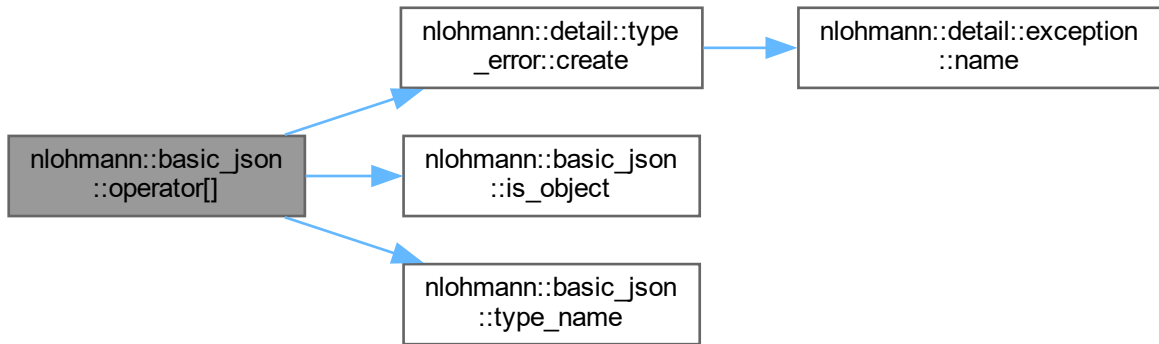 nlohmann::detail::type
_error::create
nlohmann::detail::exception
::name
nlohmann::basic_json
::operator[]
nlohmann::basic_json
::is_object
nlohmann::basic_json
::type_name